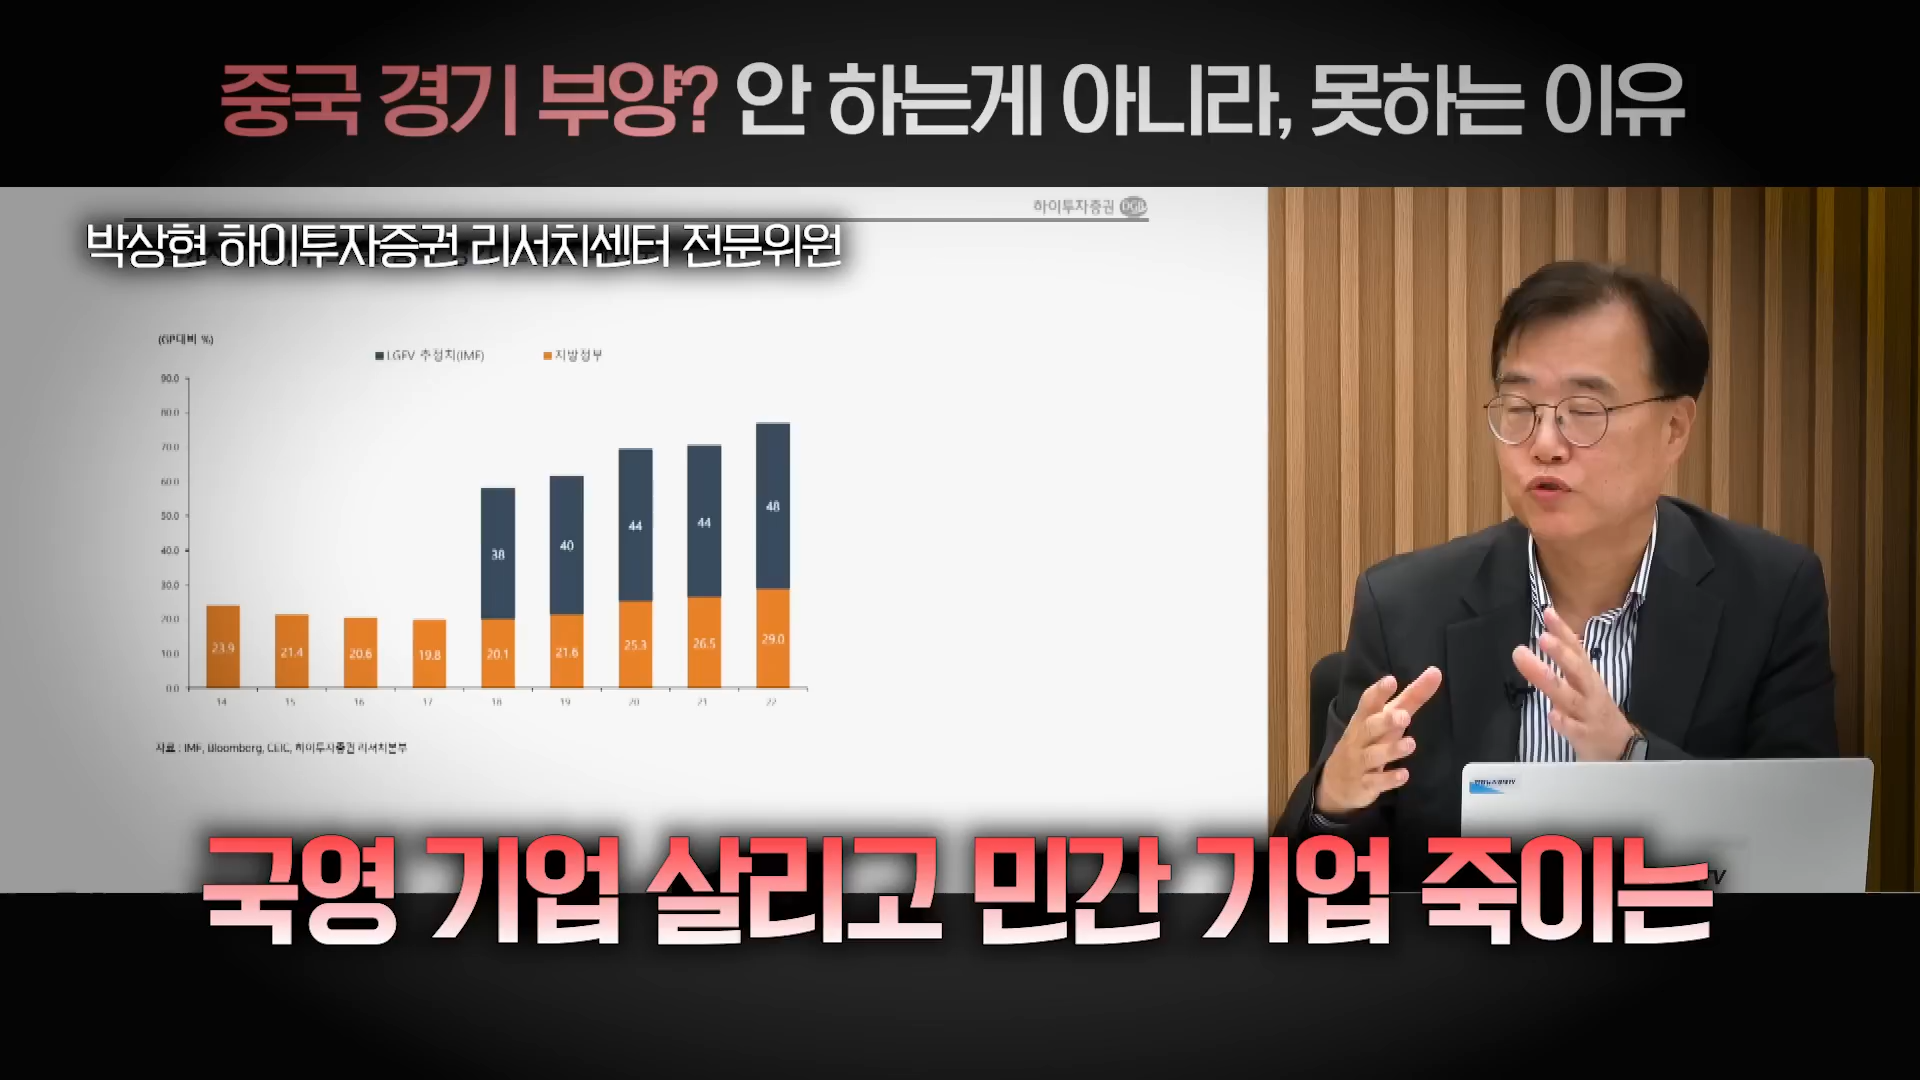 중국 경기 부양? 안 하는게 아니라, 못하는 이유
하이투자증권 DGB
박상현 하이투자증권 리서치센터 전문위원
(GDP대비 %)
LGFV 추정치(IMF) 지방정부
90.0
80.0
70.0
60.0
50.0
40.0
30.0
20.0
10.0
0.0
38 40 44 44 48
23.9 21.4 20.6 19.8 20.1 21.6 25.3 26.5 29.0
14 15 16 17 18 19 20 21 22
자료 : IMF, Bloomberg, CEIC, 하이투자증권 리서치본부
TV
국영 기업 살리고 민간 기업 죽이는